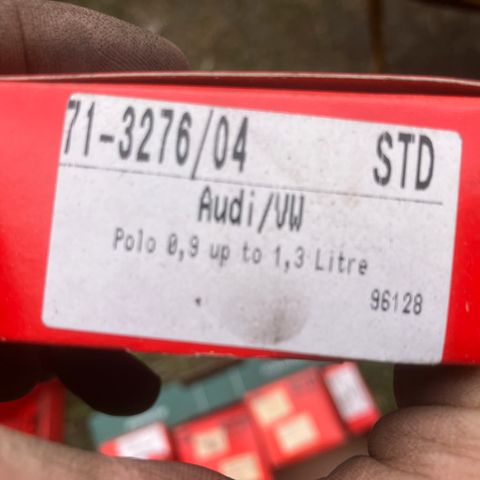 71-3276/04 STD
Audi/VW
Polo 0,9 up to 1,3 Litre
96128